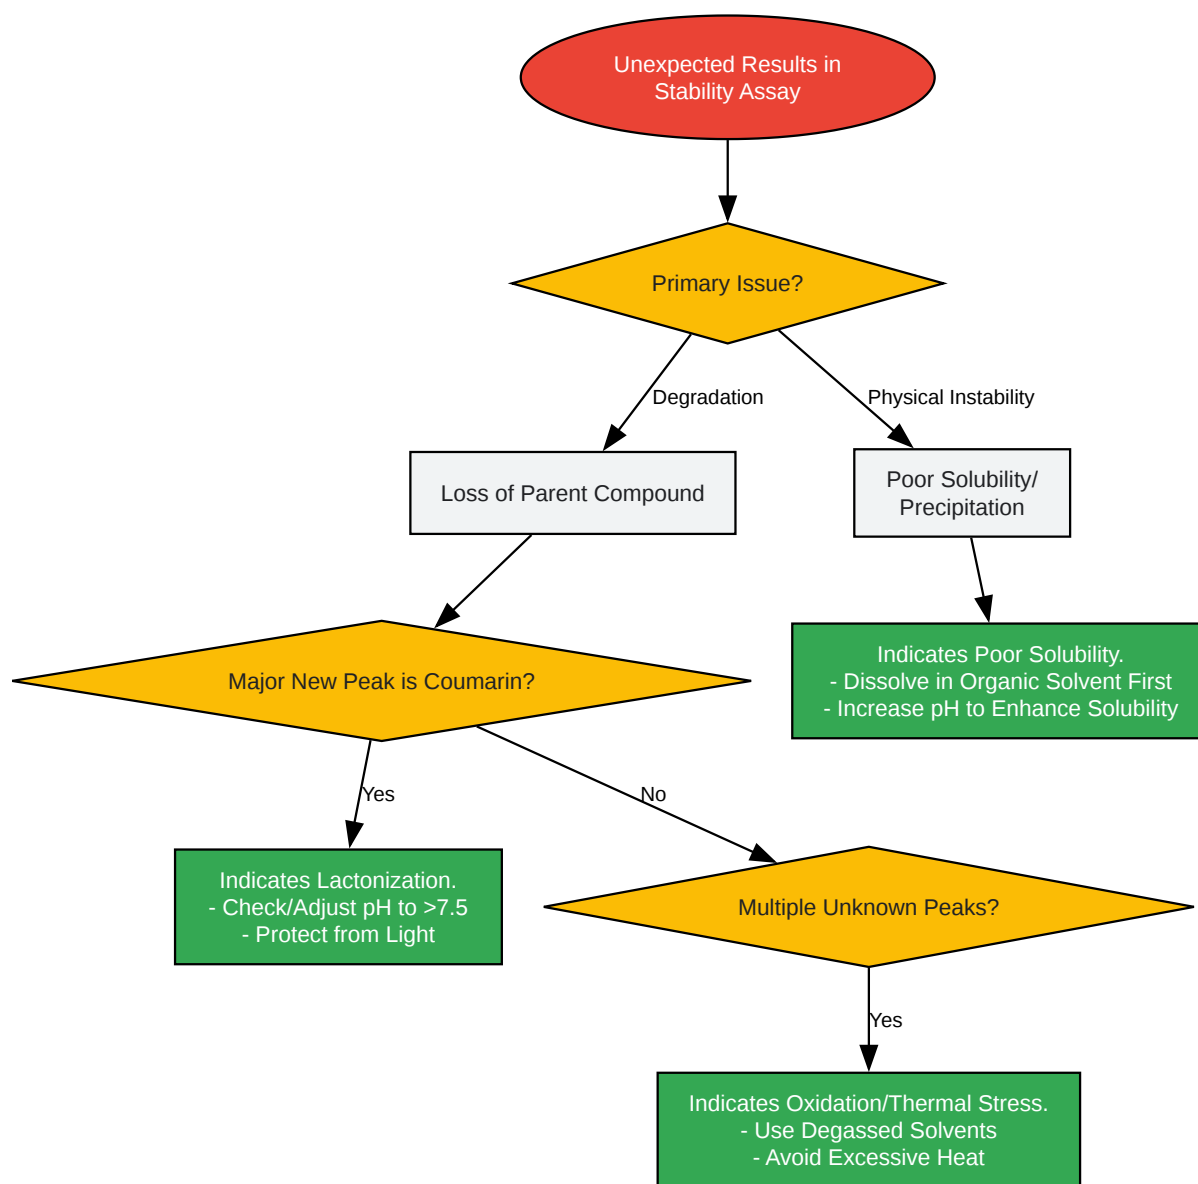 Unexpected Results in
Stability Assay
Primary Issue?
Degradation
Physical Instability
Loss of Parent Compound
Poor Solubility/
Precipitation
Major New Peak is Coumarin?
Indicates Poor Solubility.
- Dissolve in Organic Solvent First
- Increase pH to Enhance Solubility
Yes
No
Indicates Lactonization.
- Check/Adjust pH to >7.5
- Protect from Light
Multiple Unknown Peaks?
Yes
Indicates Oxidation/Thermal Stress.
- Use Degassed Solvents
- Avoid Excessive Heat